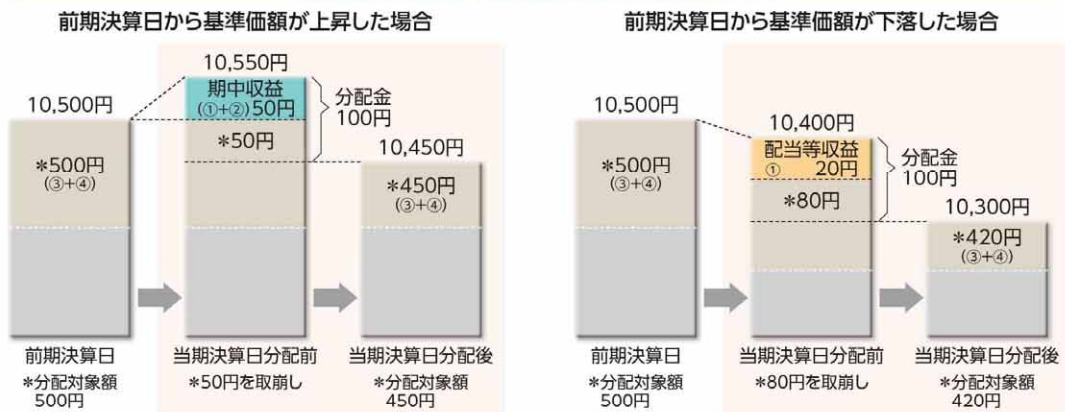 前期決算日から基準価額が上昇した場合
10,500円
*500円
(③+④)
10,550円
期中収益
(①+②)50円
*50円
分配金
100円
10,450円
*450円
(③+④)
前期決算日
*分配対象額
500円
当期決算日分配前
*50円を取崩し
当期決算日分配後
*分配対象額
450円
前期決算日から基準価額が下落した場合
10,500円
*500円
(③+④)
10,400円
配当等収益
① 20円
*80円
分配金
100円
10,300円
*420円
(③+④)
前期決算日
*分配対象額
500円
当期決算日分配前
*80円を取崩し
当期決算日分配後
*分配対象額
420円